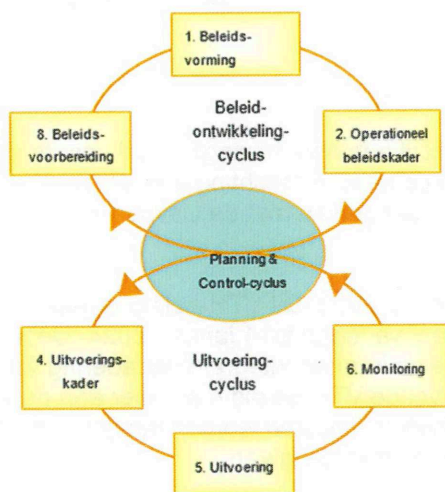 1. Beleids-
vorming
Beleid-
ontwikkeling-
cyclus
8. Beleids-
voorbereiding
2. Operationeel
beleidskader
Planning &
Control-cyclus
4. Uitvoerings-
kader
Uitvoering-
cyclus
6. Monitoring
5. Uitvoering